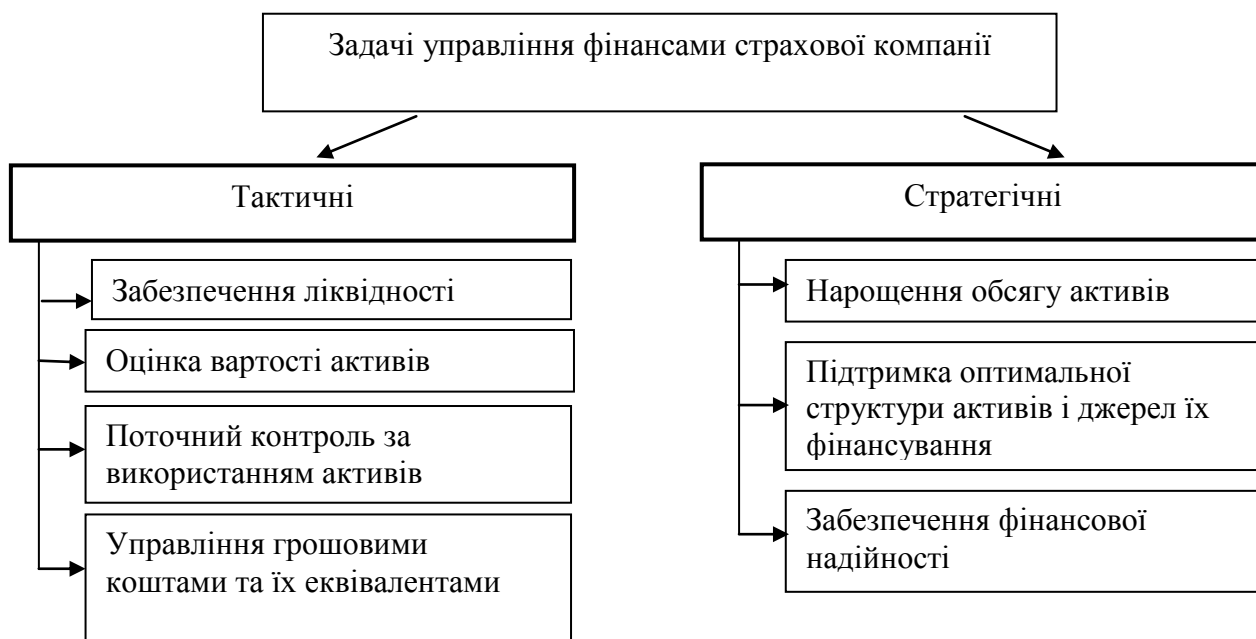 Задачі управління фінансами страхової компанії
Тактичні
Забезпечення ліквідності
Оцінка вартості активів
Поточний контроль за
використанням активів
Управління грошовими
коштами та їх еквівалентами
Стратегічні
Нарощення обсягу активів
Підтримка оптимальної
структури активів і джерел їх
фінансування
Забезпечення фінансової
надійності